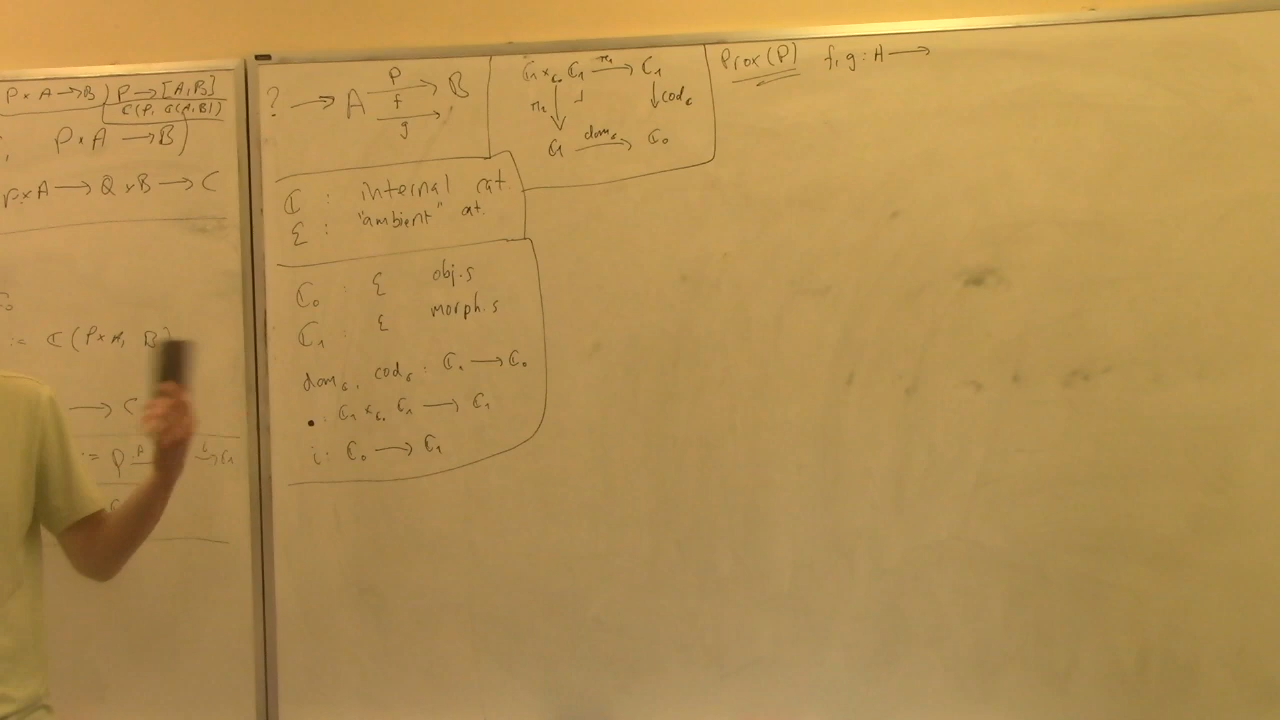 P × A → B) P → [A, B]
ℂ(P, G(A, B))
, P × A → B)
P × A → Q × B → C
:= ℂ(P × A, B)
→ C
:= P
? → A → B
P
f
g
ℂ₁ ×_ℂ₀ ℂ₁ → ℂ₁
π₁
π₂
cod_ℂ
ℂ₁ → ℂ₀
dom_ℂ
ℂ : internal cat.
ℰ : "ambient" cat.
ℂ₀ : ℰ obj.s
ℂ₁ : ℰ morph.s
dom_ℂ, cod_ℂ : ℂ₁ → ℂ₀
• : ℂ₁ ×_ℂ₀ ℂ₁ → ℂ₁
i : ℂ₀ → ℂ₁
Prox(P) f, g : A →